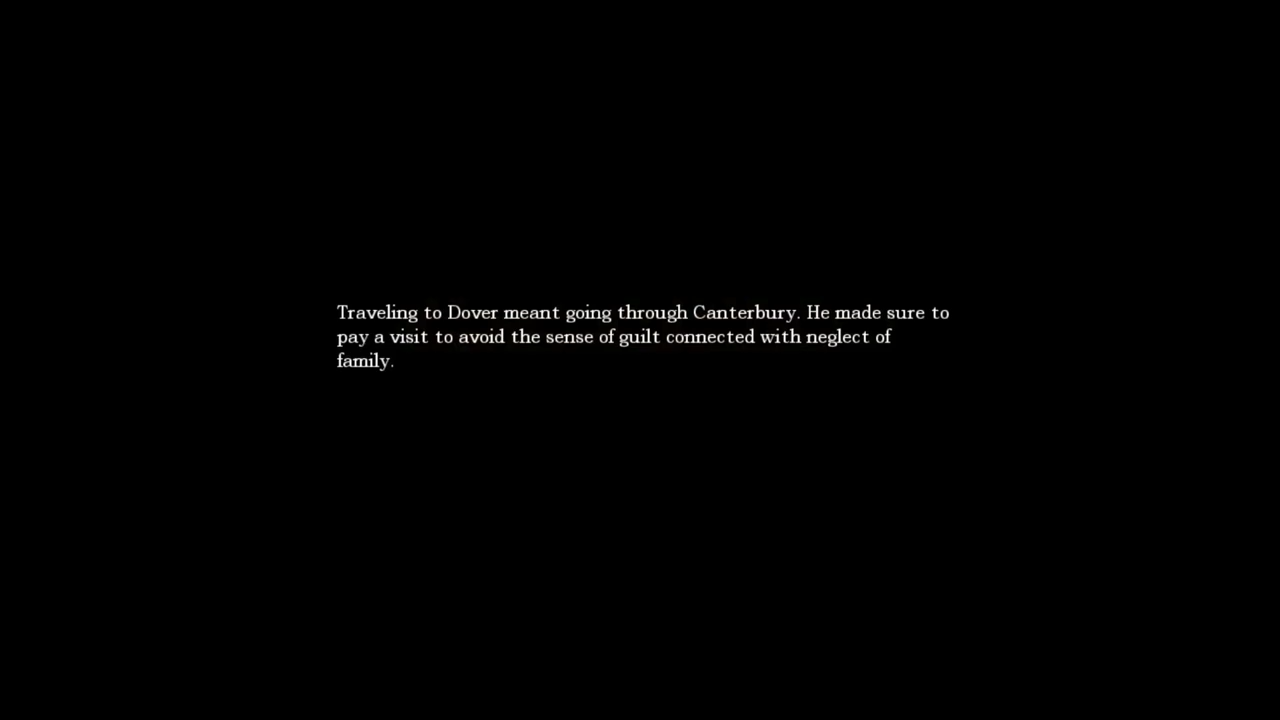 Traveling to Dover meant going through Canterbury. He made sure to
pay a visit to avoid the sense of guilt connected with neglect of
family.